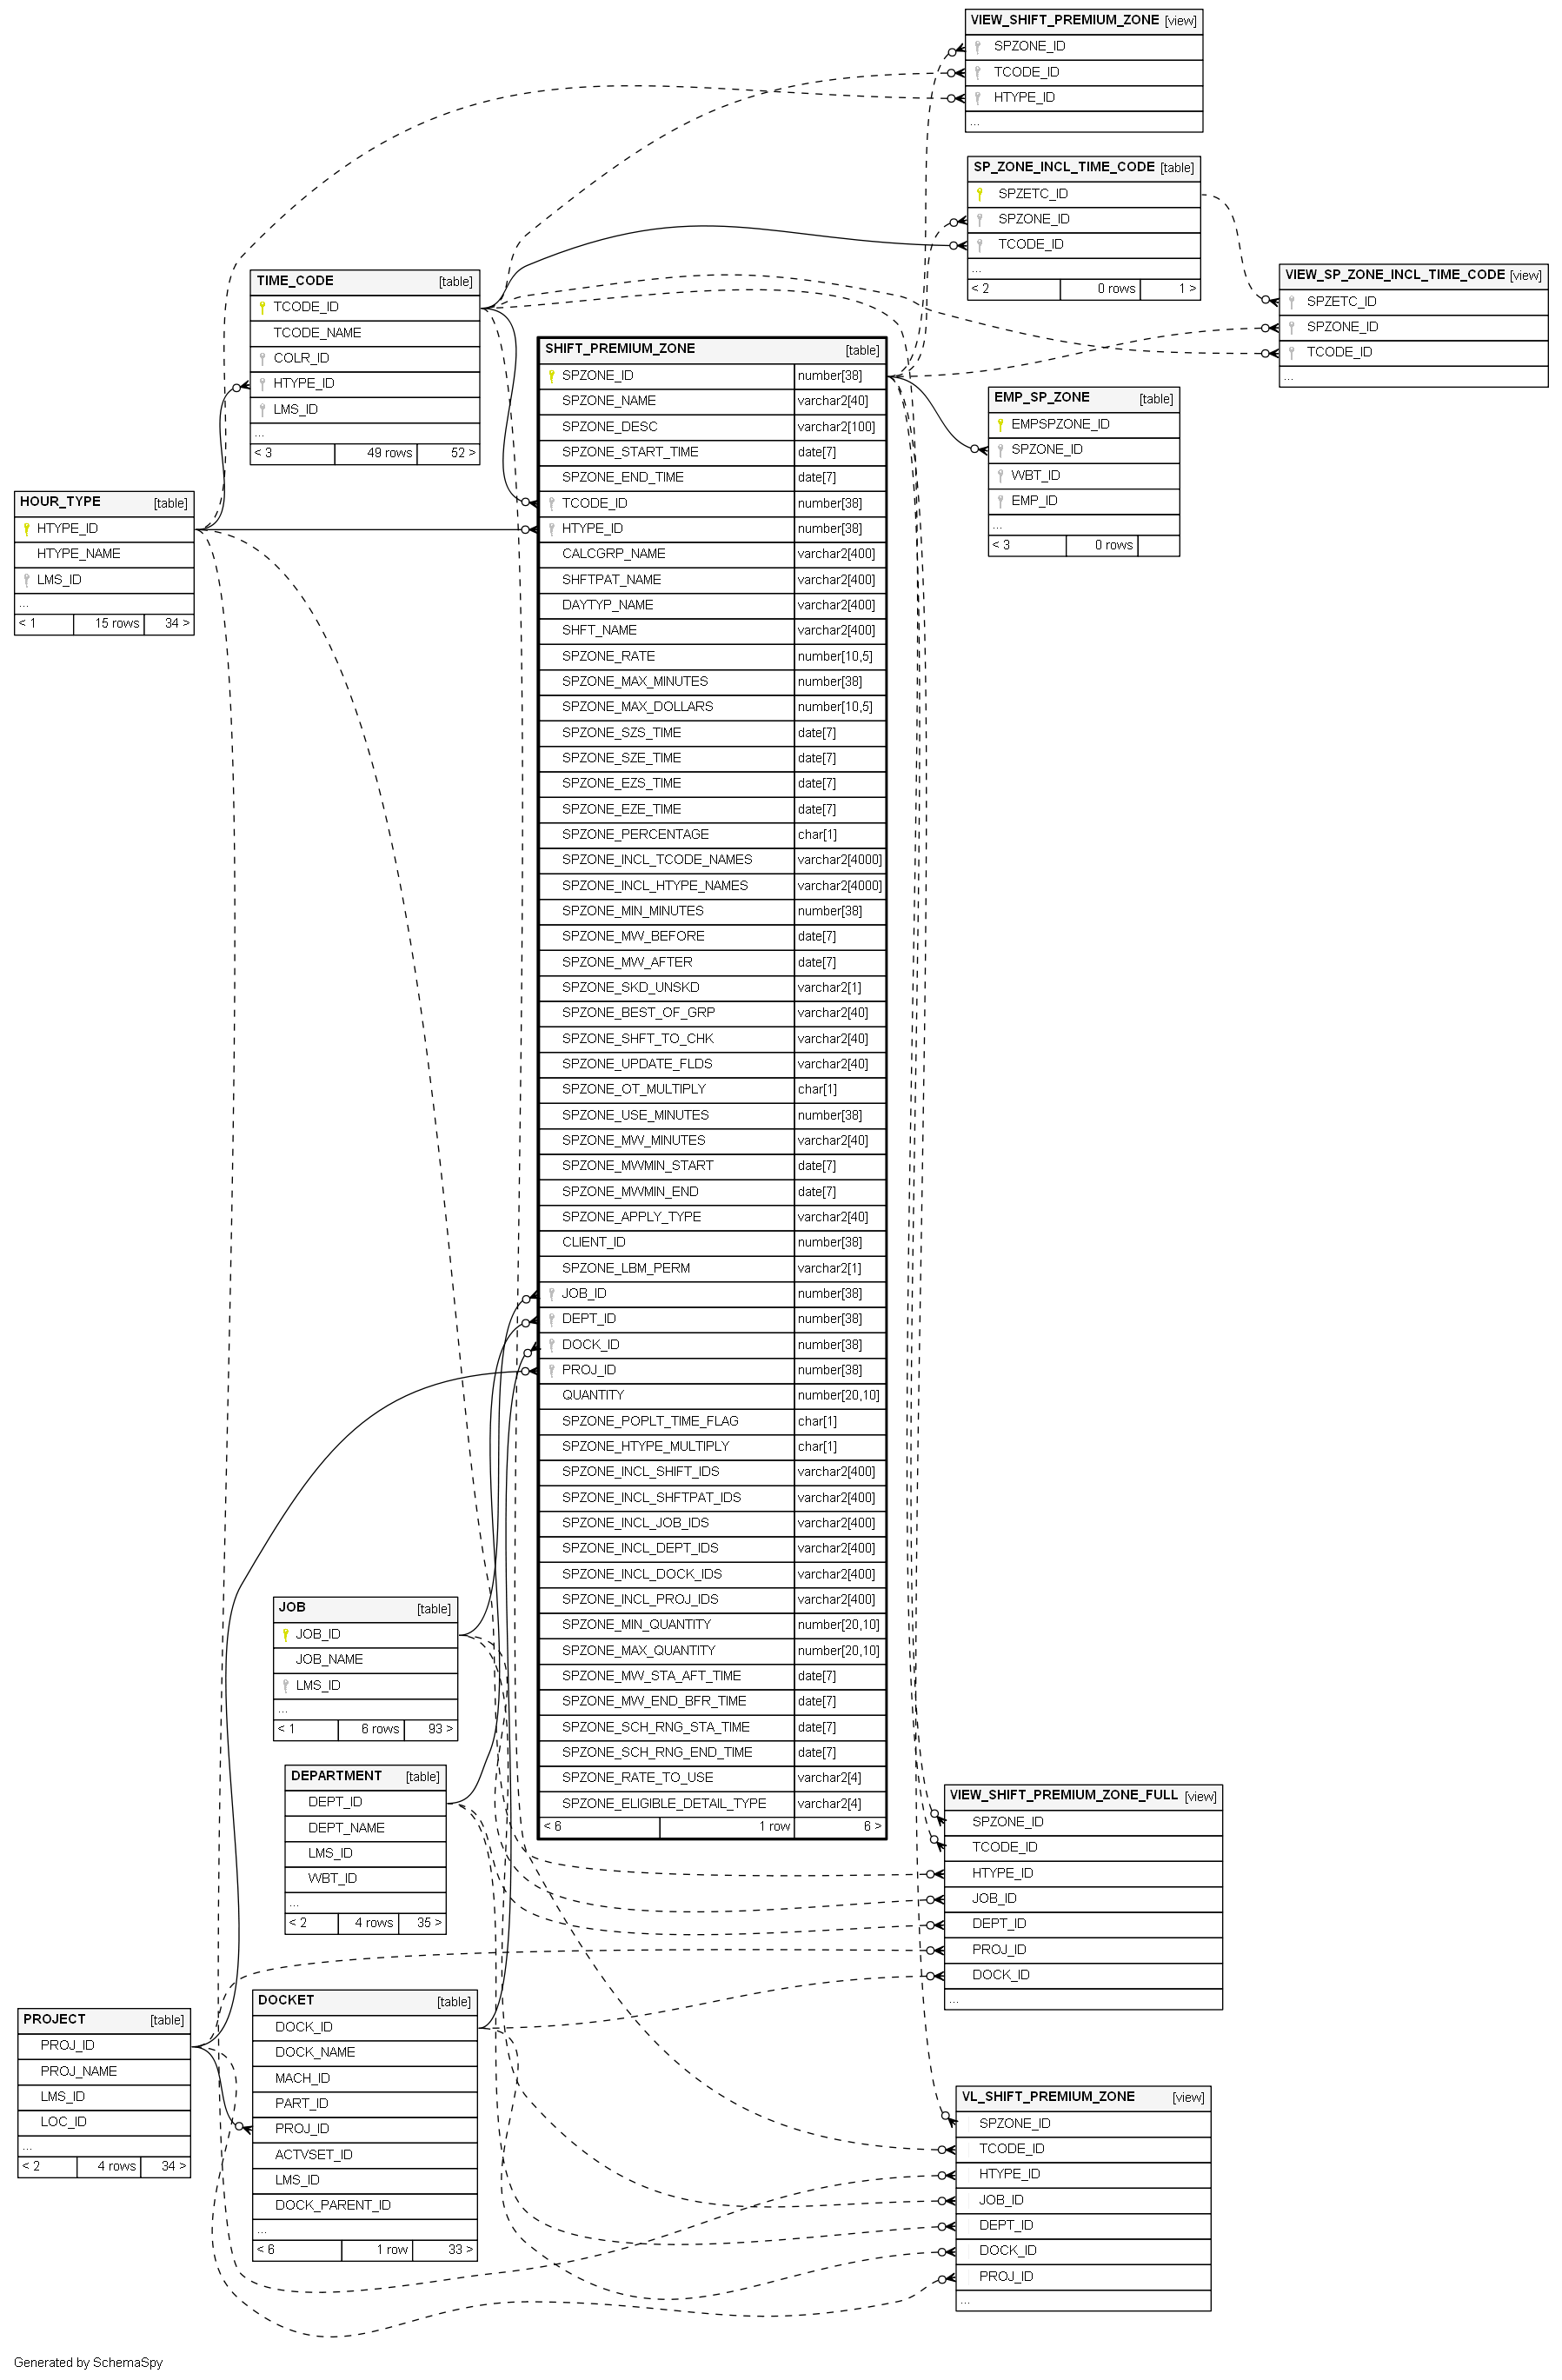 VIEW_SHIFT_PREMIUM_ZONE [view]
SPZONE_ID
TCODE_ID
HTYPE_ID
...
SP_ZONE_INCL_TIME_CODE [table]
SPZETC_ID
SPZONE_ID
TCODE_ID
...
< 2 0 rows 1 >
VIEW_SP_ZONE_INCL_TIME_CODE [view]
SPZETC_ID
SPZONE_ID
TCODE_ID
...
TIME_CODE [table]
TCODE_ID
TCODE_NAME
COLR_ID
HTYPE_ID
LMS_ID
...
< 3 49 rows 52 >
EMP_SP_ZONE [table]
EMPSPZONE_ID
SPZONE_ID
WBT_ID
EMP_ID
...
< 3 0 rows
HOUR_TYPE [table]
HTYPE_ID
HTYPE_NAME
LMS_ID
...
< 1 15 rows 34 >
SHIFT_PREMIUM_ZONE [table]
SPZONE_ID number[38]
SPZONE_NAME varchar2[40]
SPZONE_DESC varchar2[100]
SPZONE_START_TIME date[7]
SPZONE_END_TIME date[7]
TCODE_ID number[38]
HTYPE_ID number[38]
CALCGRP_NAME varchar2[400]
SHFTPAT_NAME varchar2[400]
DAYTYP_NAME varchar2[400]
SHFT_NAME varchar2[400]
SPZONE_RATE number[10,5]
SPZONE_MAX_MINUTES number[38]
SPZONE_MAX_DOLLARS number[10,5]
SPZONE_SZS_TIME date[7]
SPZONE_SZE_TIME date[7]
SPZONE_EZS_TIME date[7]
SPZONE_EZE_TIME date[7]
SPZONE_PERCENTAGE char[1]
SPZONE_INCL_TCODE_NAMES varchar2[4000]
SPZONE_INCL_HTYPE_NAMES varchar2[4000]
SPZONE_MIN_MINUTES number[38]
SPZONE_MW_BEFORE date[7]
SPZONE_MW_AFTER date[7]
SPZONE_SKD_UNSKD varchar2[1]
SPZONE_BEST_OF_GRP varchar2[40]
SPZONE_SHFT_TO_CHK varchar2[40]
SPZONE_UPDATE_FLDS varchar2[40]
SPZONE_OT_MULTIPLY char[1]
SPZONE_USE_MINUTES number[38]
SPZONE_MW_MINUTES varchar2[40]
SPZONE_MWMIN_START date[7]
SPZONE_MWMIN_END date[7]
SPZONE_APPLY_TYPE varchar2[40]
CLIENT_ID number[38]
SPZONE_LBM_PERM varchar2[1]
JOB_ID number[38]
DEPT_ID number[38]
DOCK_ID number[38]
PROJ_ID number[38]
QUANTITY number[20,10]
SPZONE_POPLT_TIME_FLAG char[1]
SPZONE_HTYPE_MULTIPLY char[1]
SPZONE_INCL_SHIFT_IDS varchar2[400]
SPZONE_INCL_SHFTPAT_IDS varchar2[400]
SPZONE_INCL_JOB_IDS varchar2[400]
SPZONE_INCL_DEPT_IDS varchar2[400]
SPZONE_INCL_DOCK_IDS varchar2[400]
SPZONE_INCL_PROJ_IDS varchar2[400]
SPZONE_MIN_QUANTITY number[20,10]
SPZONE_MAX_QUANTITY number[20,10]
SPZONE_MW_STA_AFT_TIME date[7]
SPZONE_MW_END_BFR_TIME date[7]
SPZONE_SCH_RNG_STA_TIME date[7]
SPZONE_SCH_RNG_END_TIME date[7]
SPZONE_RATE_TO_USE varchar2[4]
SPZONE_ELIGIBLE_DETAIL_TYPE varchar2[4]
< 6 1 row 6 >
JOB [table]
JOB_ID
JOB_NAME
LMS_ID
...
< 1 6 rows 93 >
DEPARTMENT [table]
DEPT_ID
DEPT_NAME
LMS_ID
WBT_ID
...
< 2 4 rows 35 >
VIEW_SHIFT_PREMIUM_ZONE_FULL [view]
SPZONE_ID
TCODE_ID
HTYPE_ID
JOB_ID
DEPT_ID
PROJ_ID
DOCK_ID
...
DOCKET [table]
DOCK_ID
DOCK_NAME
MACH_ID
PART_ID
PROJ_ID
ACTVSET_ID
LMS_ID
DOCK_PARENT_ID
...
< 6 1 row 33 >
PROJECT [table]
PROJ_ID
PROJ_NAME
LMS_ID
LOC_ID
...
< 2 4 rows 34 >
VL_SHIFT_PREMIUM_ZONE [view]
SPZONE_ID
TCODE_ID
HTYPE_ID
JOB_ID
DEPT_ID
DOCK_ID
PROJ_ID
...
Generated by SchemaSpy